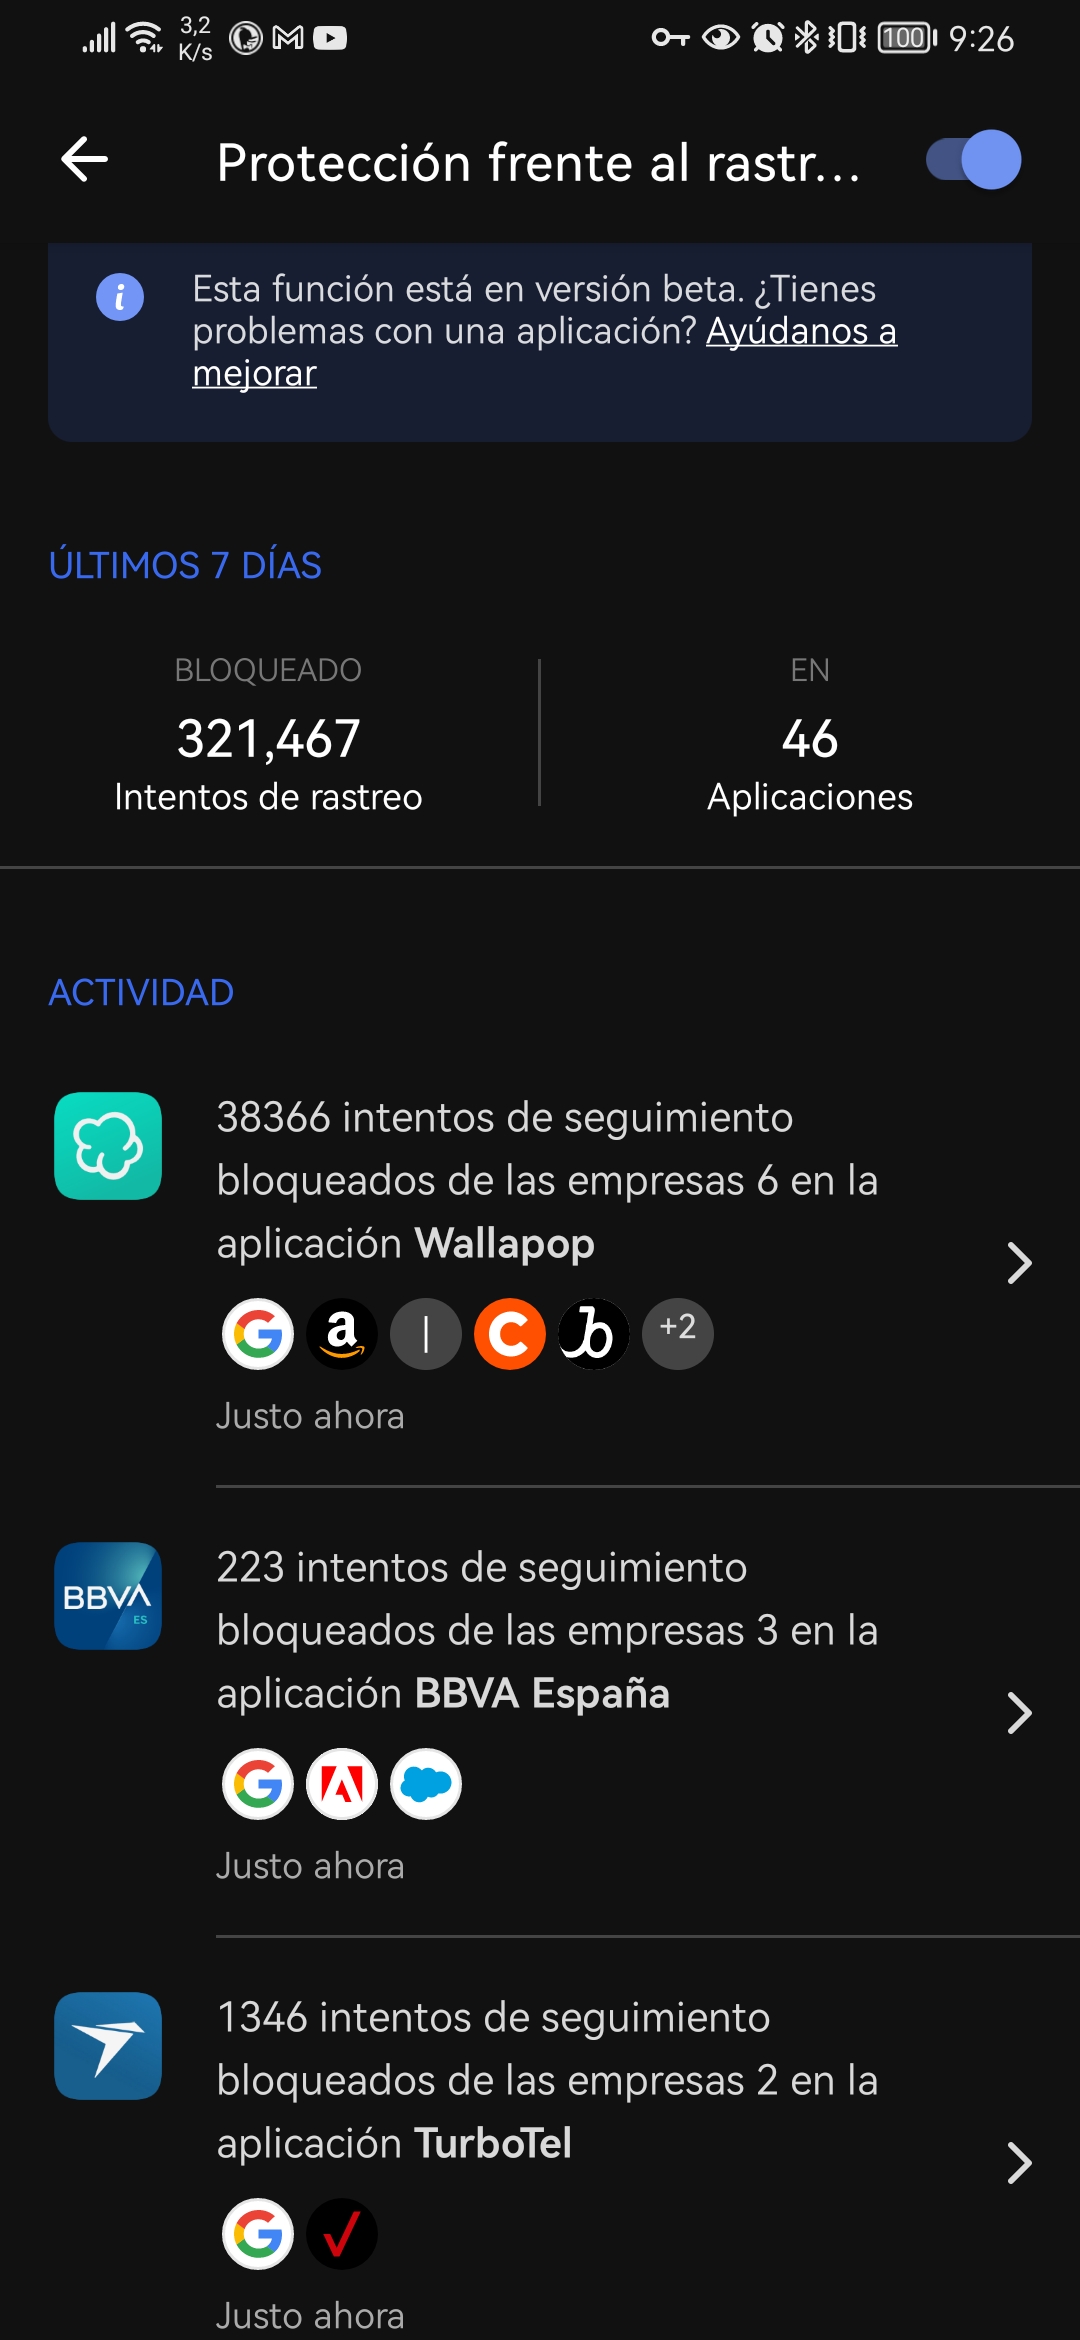 3,2
K/s
100
9:26
Protección frente al rastr...
i
Esta función está en versión beta. ¿Tienes
problemas con una aplicación? Ayúdanos a
mejorar
ÚLTIMOS 7 DÍAS
BLOQUEADO
321,467
Intentos de rastreo
EN
46
Aplicaciones
ACTIVIDAD
38366 intentos de seguimiento
bloqueados de las empresas 6 en la
aplicación Wallapop
G a I C b +2
Justo ahora
BBVA
ES
223 intentos de seguimiento
bloqueados de las empresas 3 en la
aplicación BBVA España
G
Justo ahora
1346 intentos de seguimiento
bloqueados de las empresas 2 en la
aplicación TurboTel
G
Justo ahora